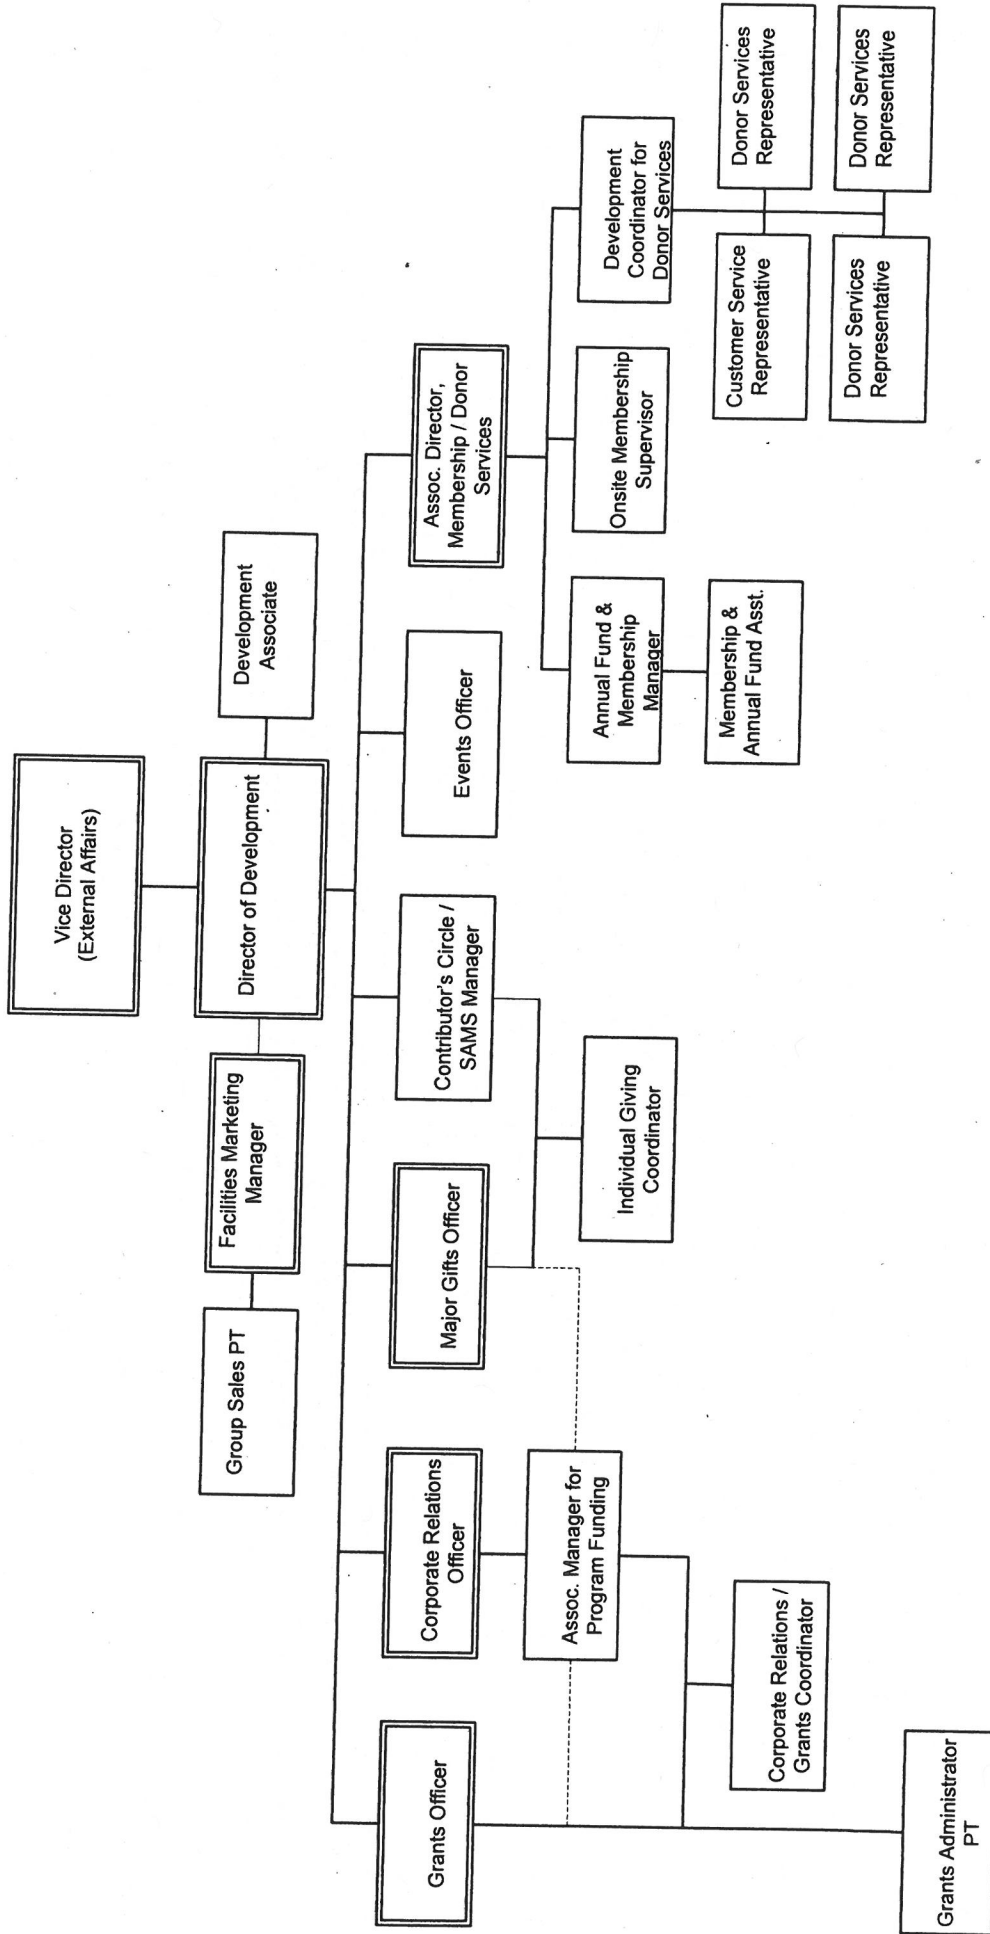 Vice Director
(External Affairs)
Group Sales PT
Facilities Marketing
Manager
Director of Development
Development
Associate
Grants Officer
Corporate Relations
Officer
Major Gifts Officer
Contributor's Circle /
SAMS Manager
Events Officer
Assoc. Director,
Membership / Donor
Services
Assoc. Manager for
Program Funding
Individual Giving
Coordinator
Annual Fund &
Membership
Manager
Onsite Membership
Supervisor
Development
Coordinator for
Donor Services
Corporate Relations /
Grants Coordinator
Membership &
Annual Fund Asst.
Customer Service
Representative
Donor Services
Representative
Donor Services
Representative
Donor Services
Representative
Grants Administrator
PT